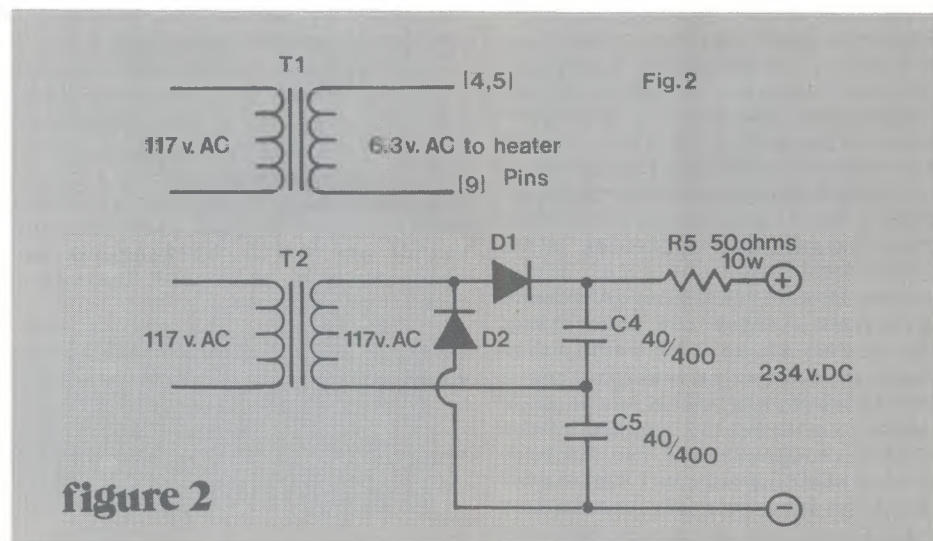 T1
|4,5|
Fig.2
117 v. AC
6.3 v. AC to heater
|9| Pins
T2
D1
R5 50ohms
10w
+
117 v. AC
117v. AC
D2
C4
40/400
234 v.DC
C5
40/400
figure 2
−